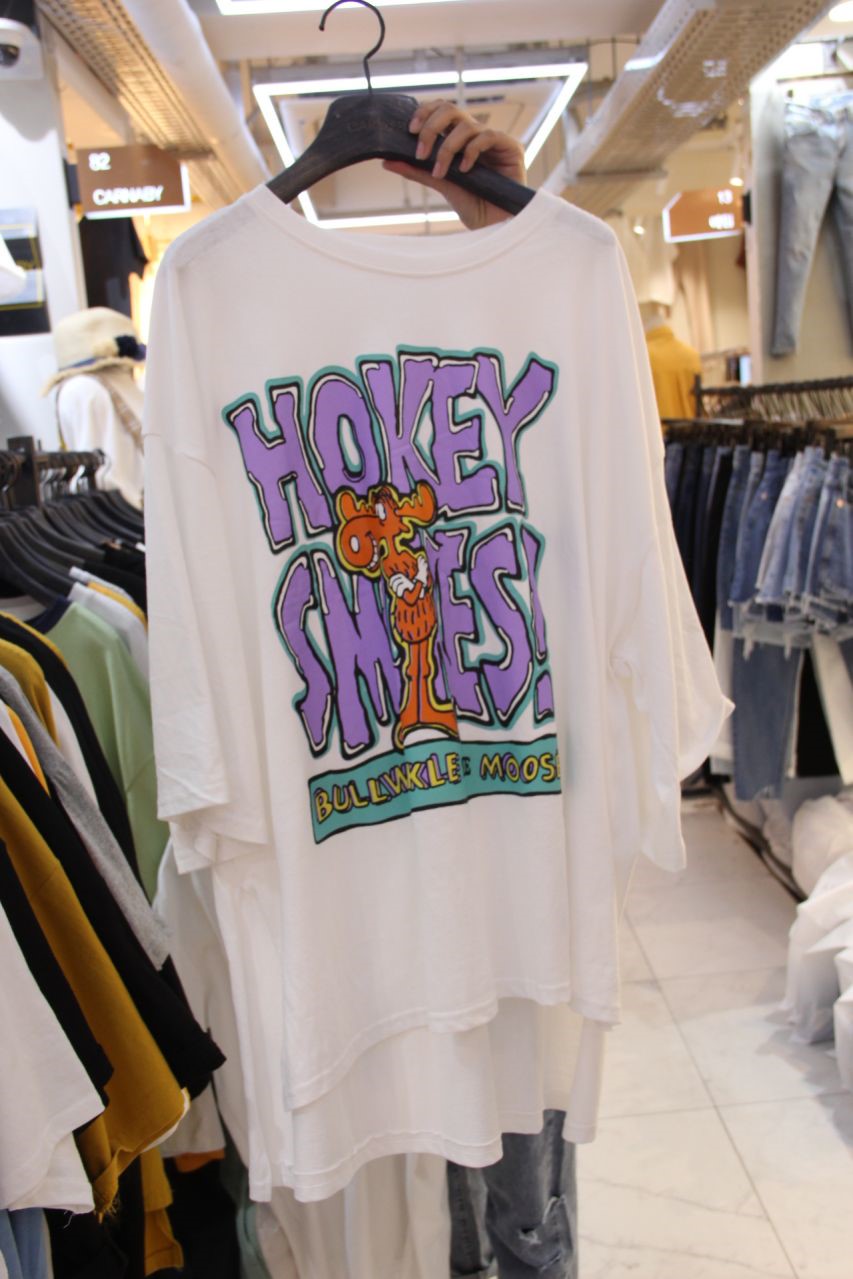 82
CARNABY
13
HOKEY
SMOKES!
BULLWINKLE MOOSE